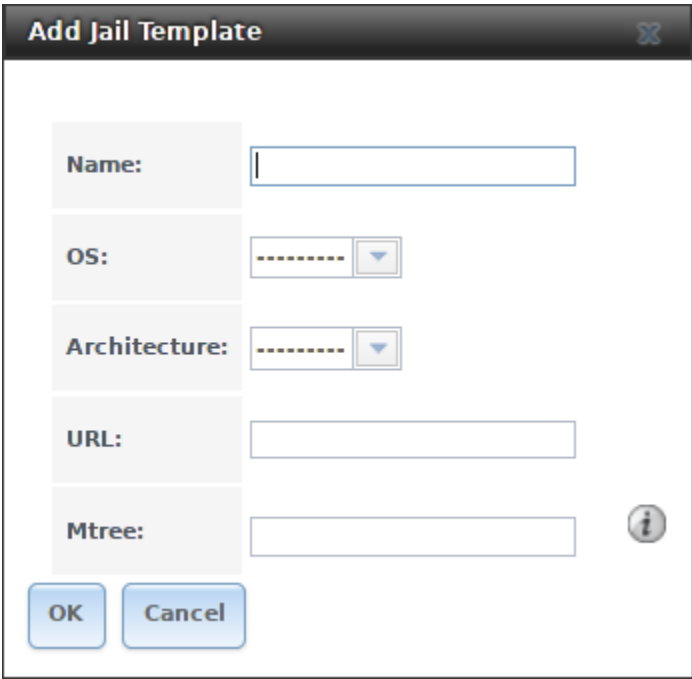 Add Jail Template
Name:
OS: ---------
Architecture: ---------
URL:
Mtree:
OK Cancel